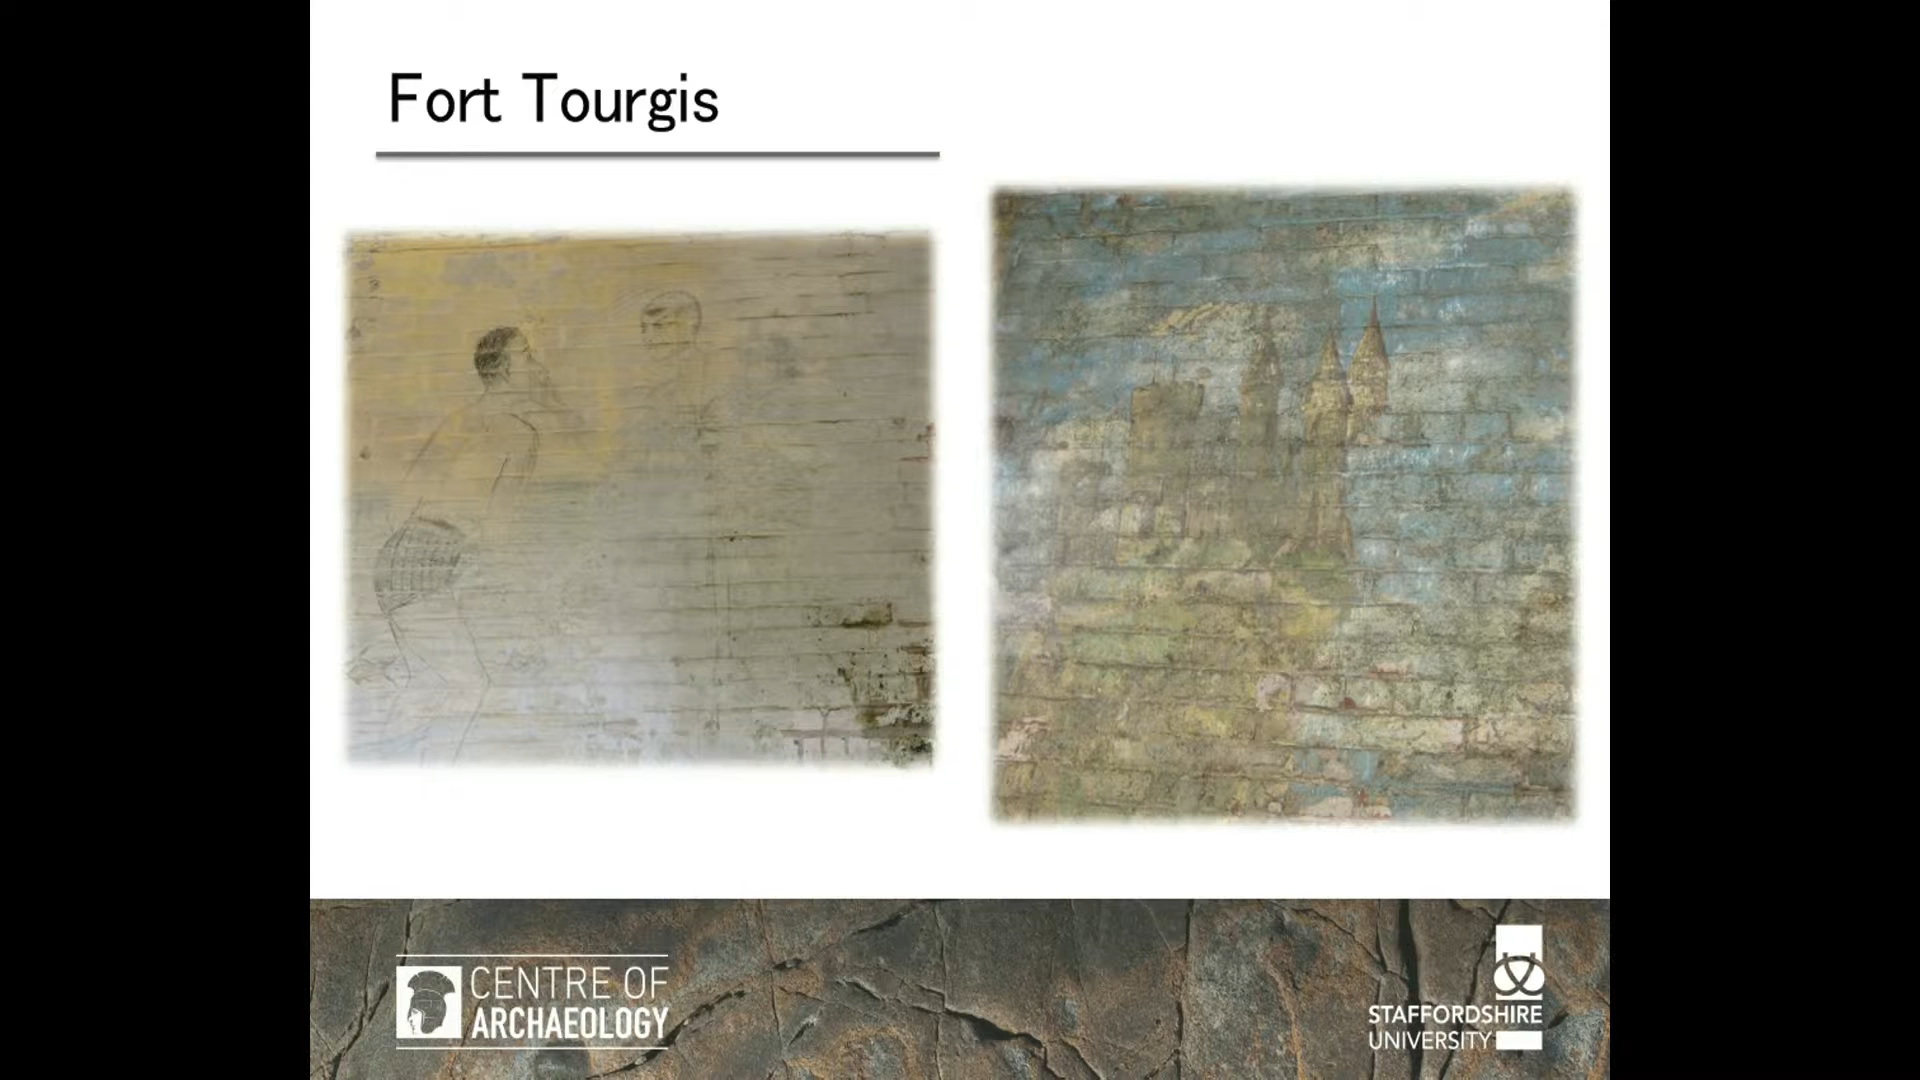 Fort Tourgis
CENTRE OF
ARCHAEOLOGY
STAFFORDSHIRE
UNIVERSITY